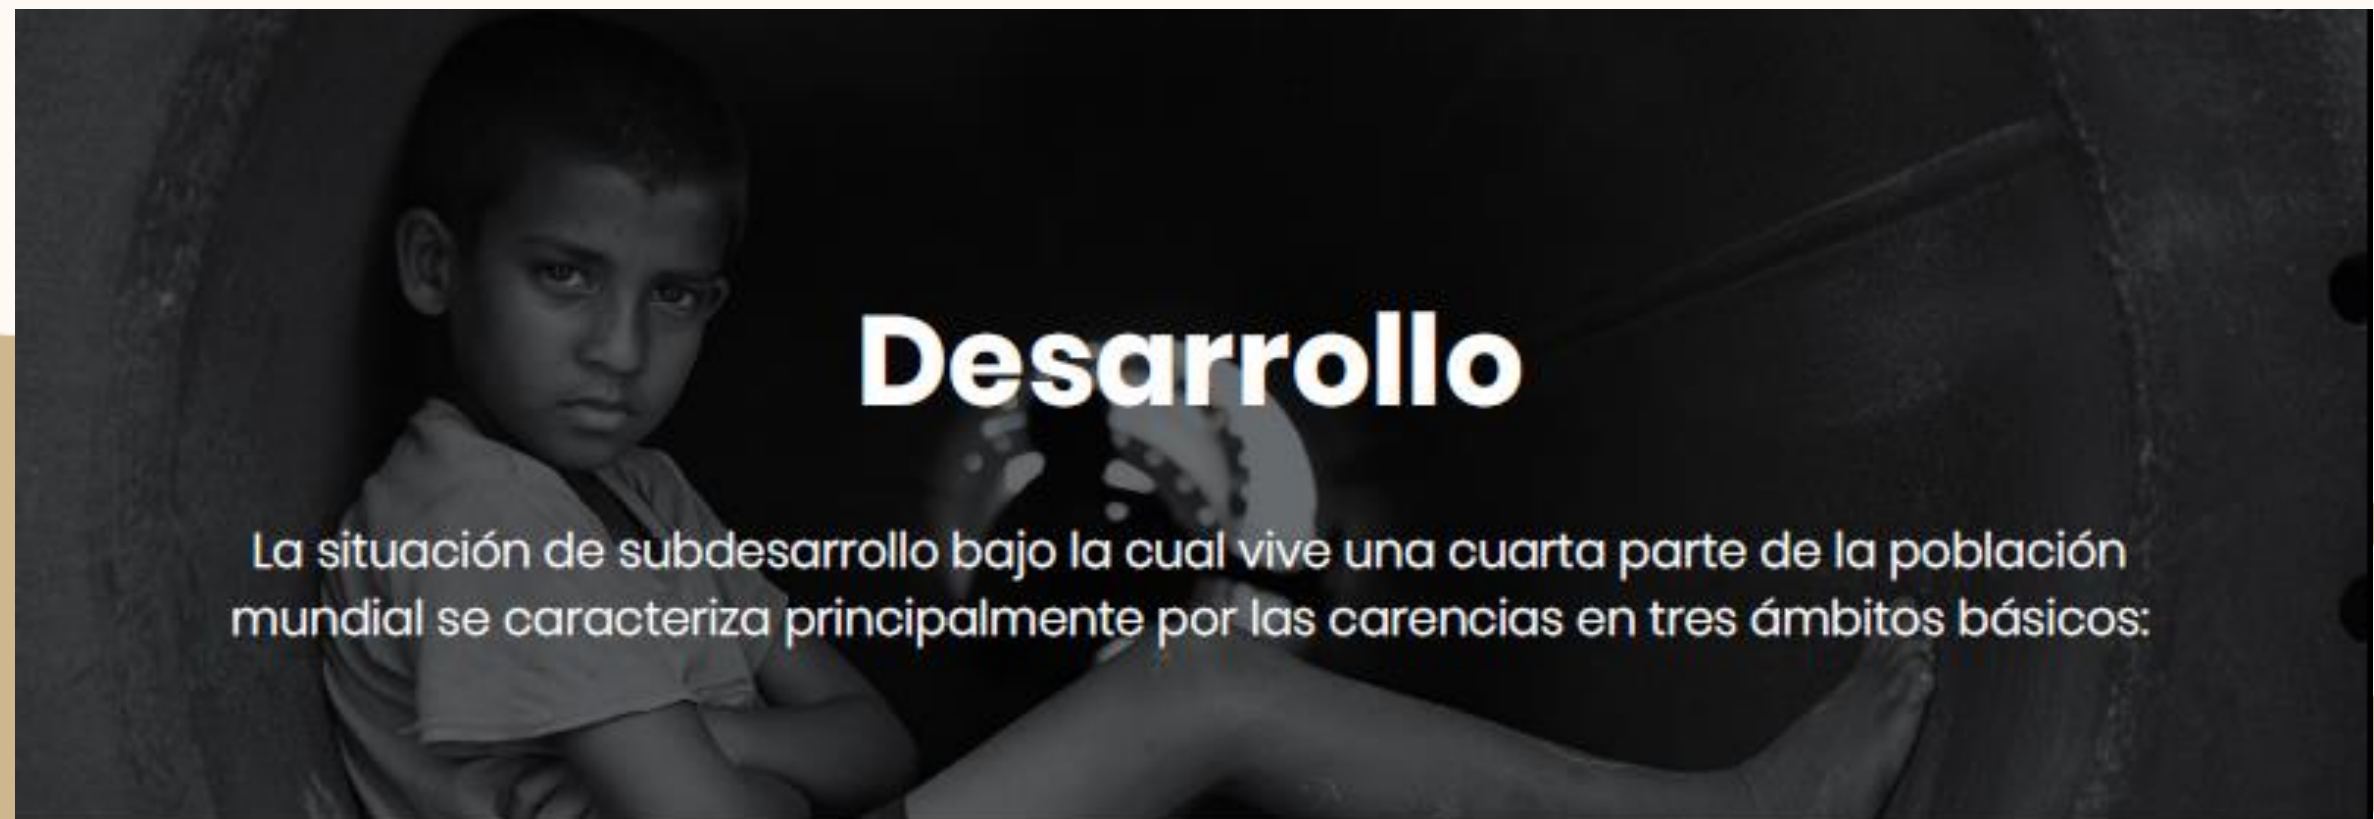 Desarrollo
La situación de subdesarrollo bajo la cual vive una cuarta parte de la población
mundial se caracteriza principalmente por las carencias en tres ámbitos básicos: